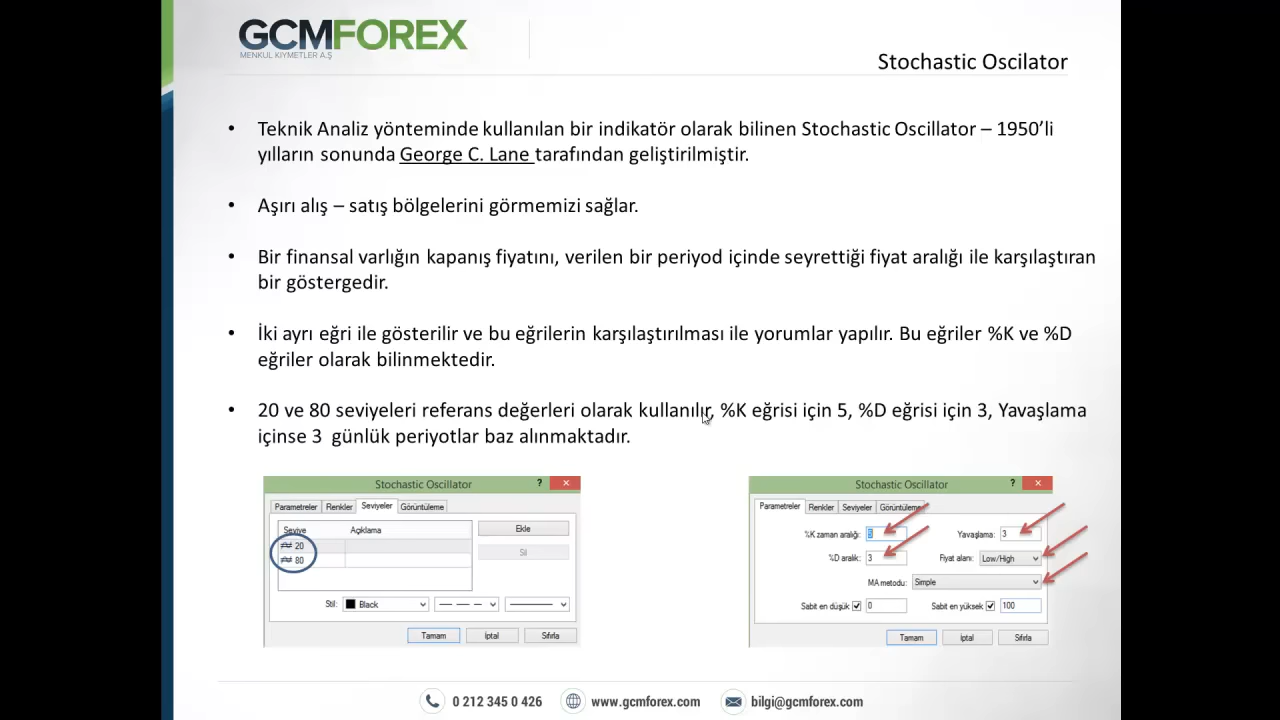 GCMFOREX
MENKUL KIYMETLER A.Ş
Stochastic Oscilator
• Teknik Analiz yönteminde kullanılan bir indikatör olarak bilinen Stochastic Oscillator – 1950’li
yılların sonunda George C. Lane tarafından geliştirilmiştir.
• Aşırı alış – satış bölgelerini görmemizi sağlar.
• Bir finansal varlığın kapanış fiyatını, verilen bir periyod içinde seyrettiği fiyat aralığı ile karşılaştıran
bir göstergedir.
• İki ayrı eğri ile gösterilir ve bu eğrilerin karşılaştırılması ile yorumlar yapılır. Bu eğriler %K ve %D
eğriler olarak bilinmektedir.
• 20 ve 80 seviyeleri referans değerleri olarak kullanılır, %K eğrisi için 5, %D eğrisi için 3, Yavaşlama
içinse 3 günlük periyotlar baz alınmaktadır.
Stochastic Oscillator ?
Parametreler Renkler Seviyeler Görüntüleme
Seviye Açıklama Ekle
20
Sil
80
Stil: Black
Tamam İptal Sıfırla
Stochastic Oscillator ?
Parametreler Renkler Seviyeler Görüntüleme
%K zaman aralığı: 5 Yavaşlama: 3
%D aralık: 3 Fiyat alanı: Low/High
MA metodu: Simple
Sabit en düşük 0 Sabit en yüksek 100
Tamam İptal Sıfırla
0 212 345 0 426 www.gcmforex.com bilgi@gcmforex.com